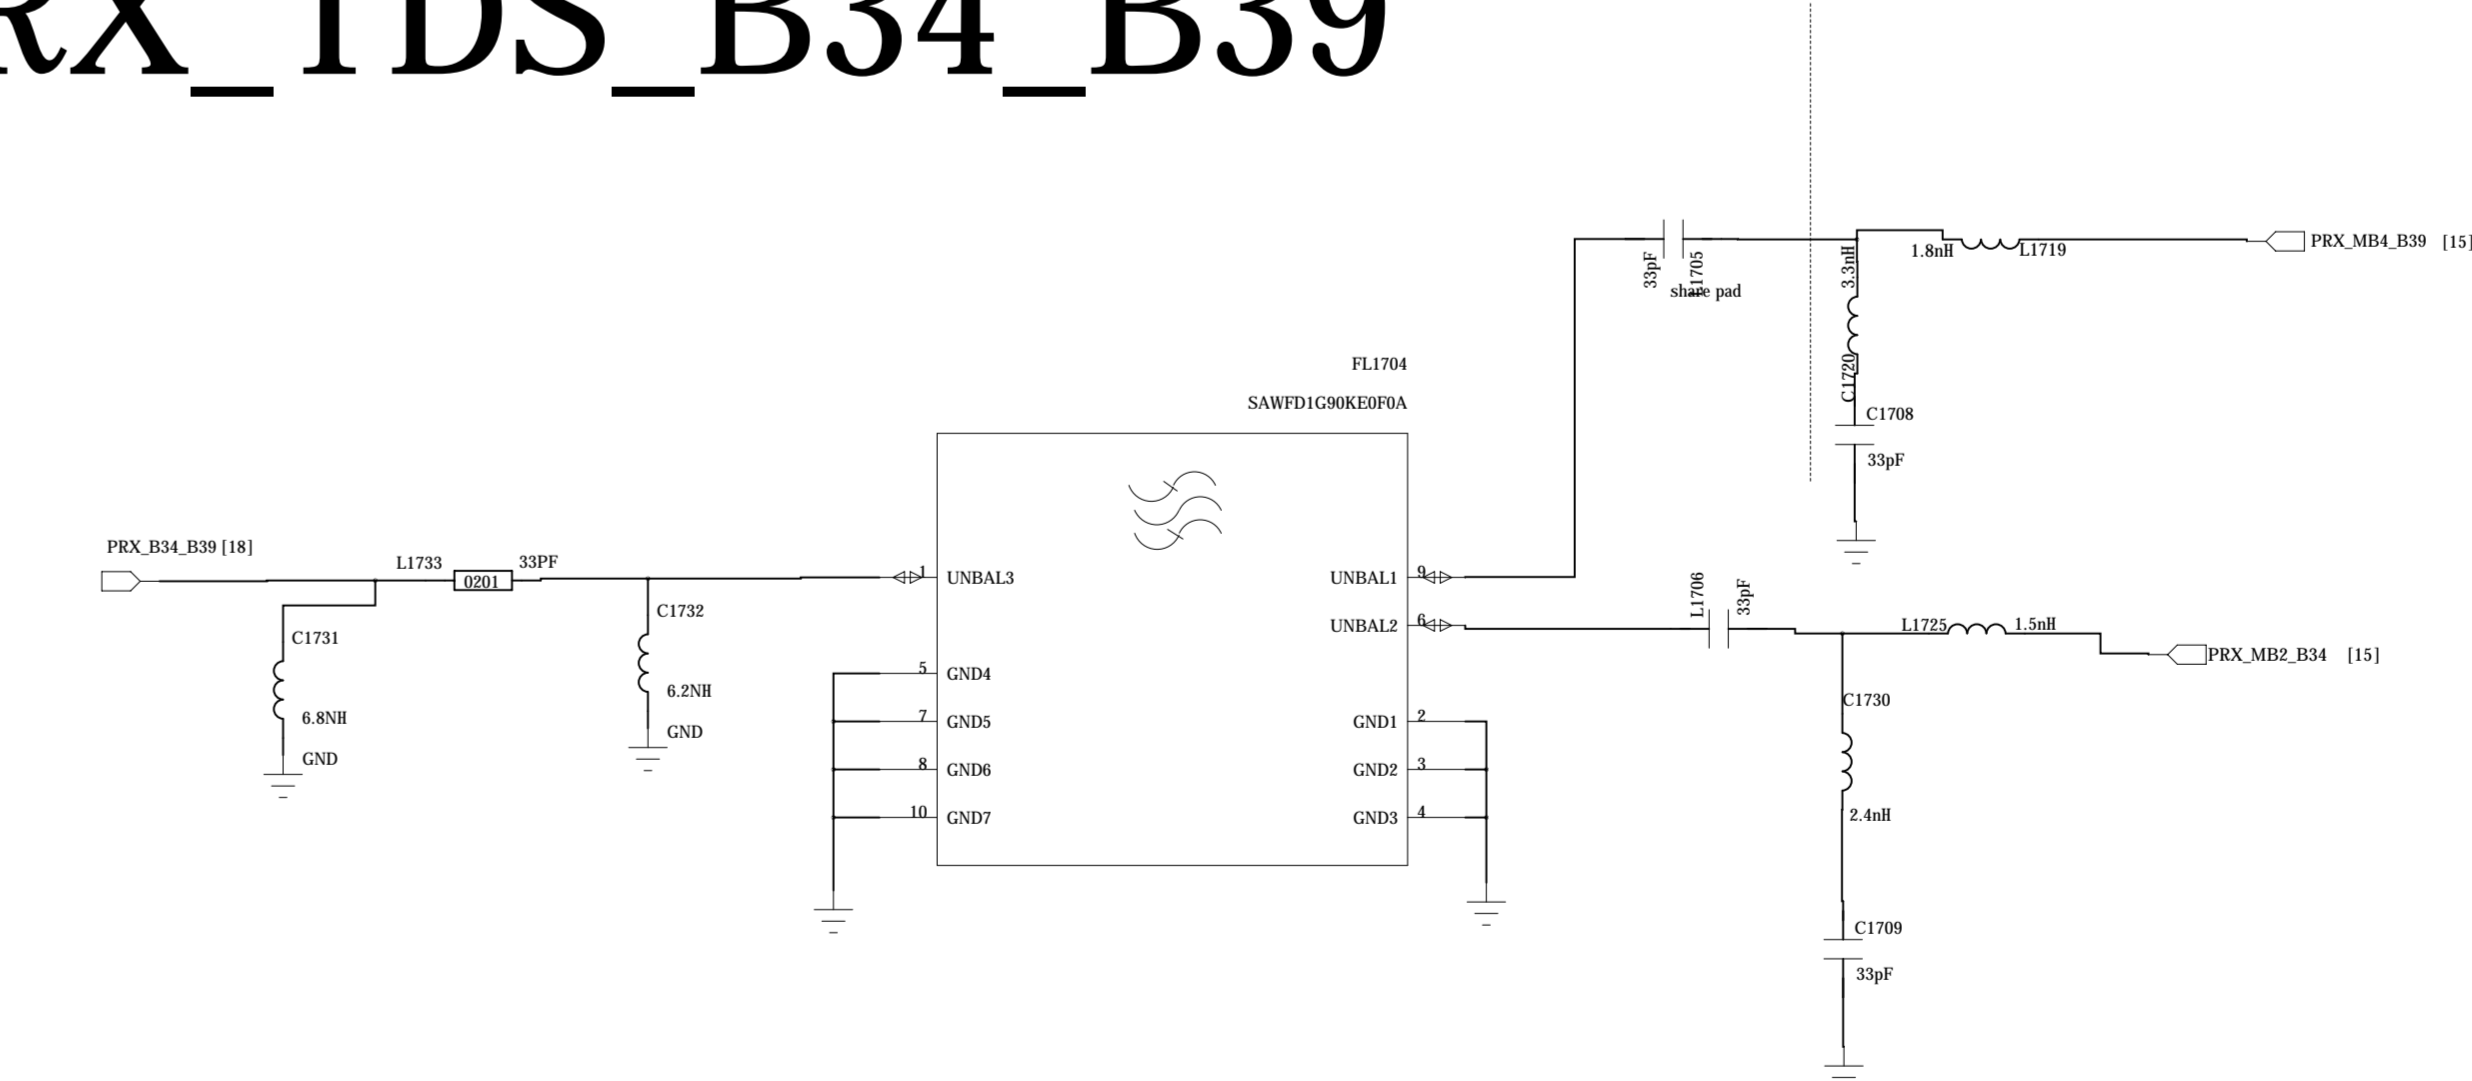 RX_TDS_B34_B39
PRX_MB4_B39 [15]
1.8nH
L1719
3.3nH
33pF
L1705
share pad
C1720
FL1704
SAWFD1G90KE0F0A
C1708
33pF
PRX_B34_B39 [18]
L1733
0201
33PF
1
UNBAL3
UNBAL1
9
UNBAL2
6
L1706
33pF
L1725
1.5nH
PRX_MB2_B34 [15]
C1732
C1731
6.2NH
GND
6.8NH
GND
5
GND4
7
GND5
8
GND6
10
GND7
GND1
2
GND2
3
GND3
4
C1730
2.4nH
C1709
33pF